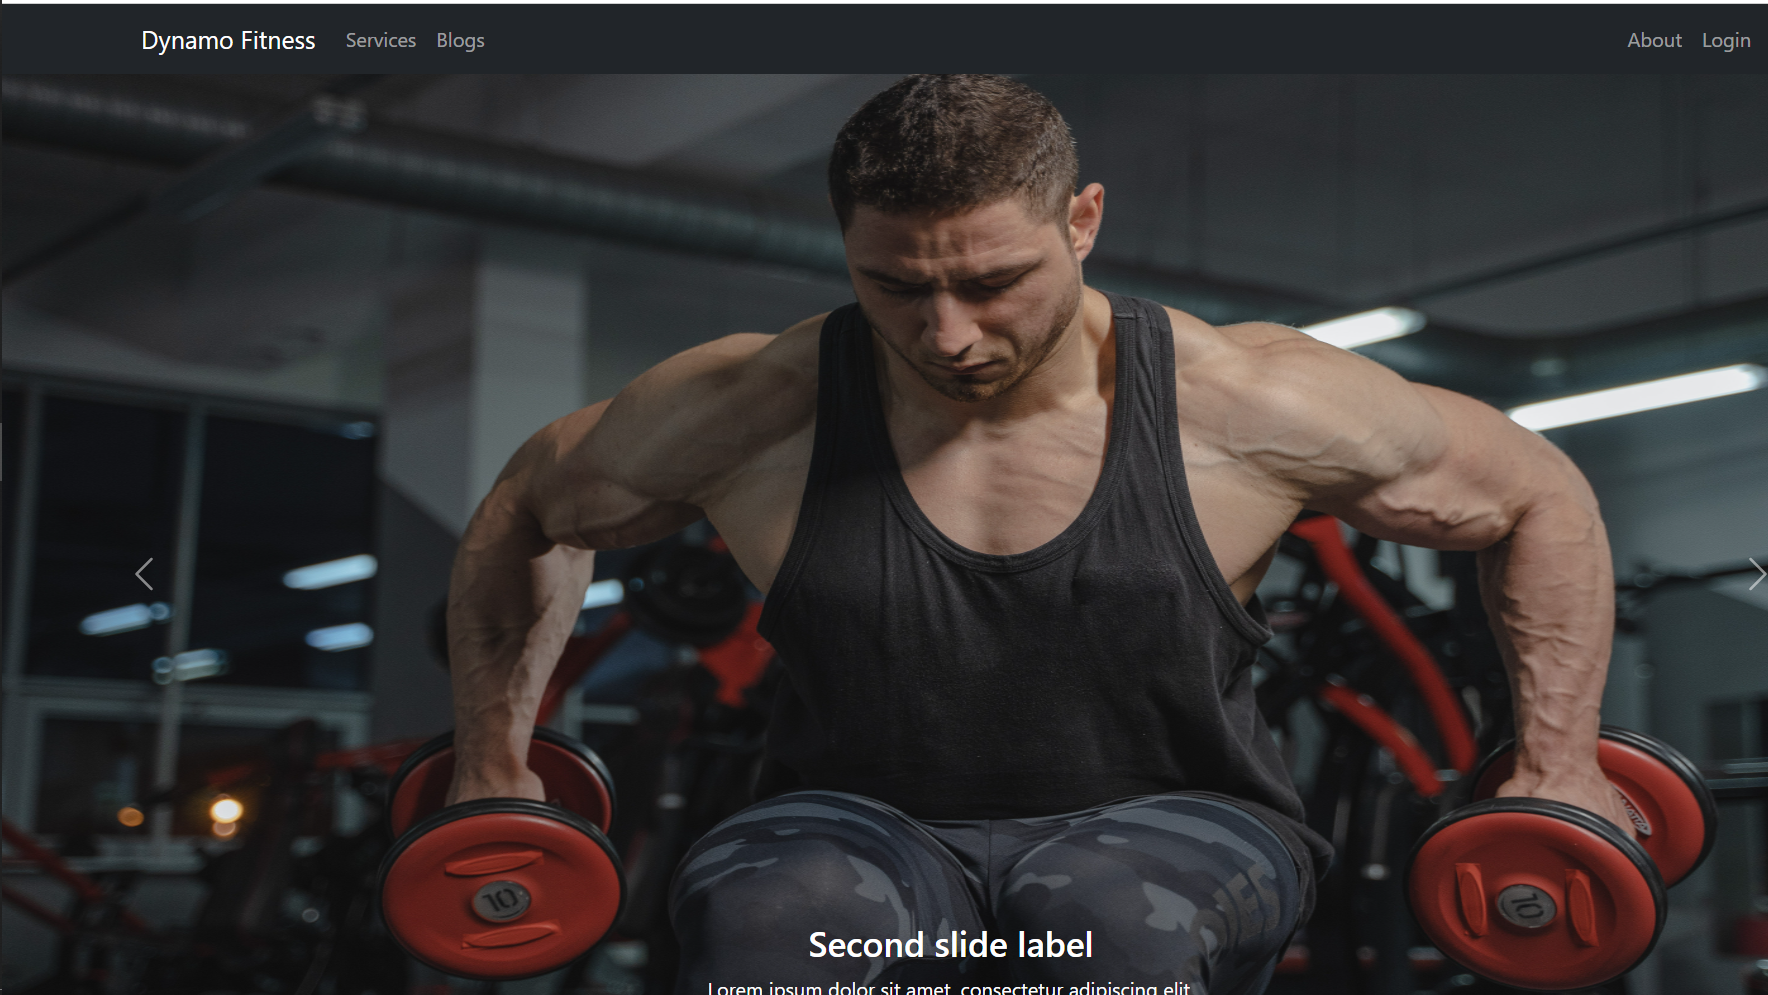 Dynamo Fitness Services Blogs About Login
10 10
Second slide label
Lorem ipsum dolor sit amet, consectetur adipiscing elit